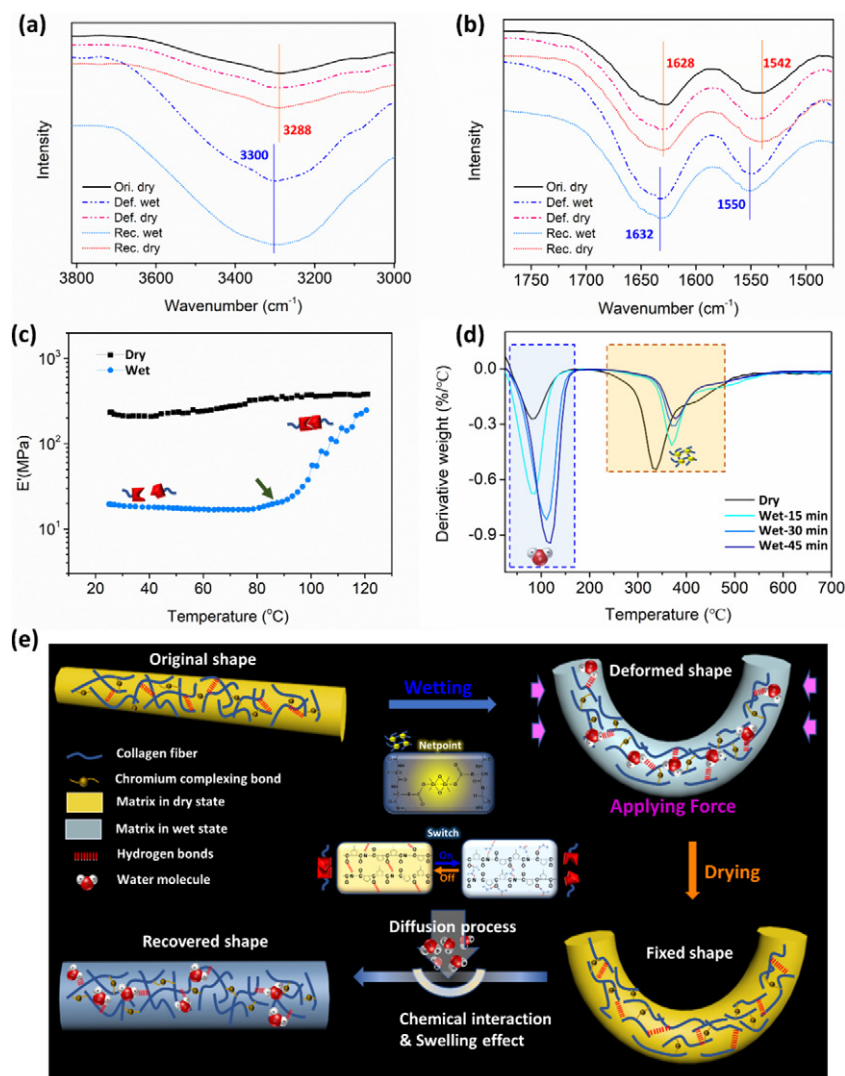 (a)
3288
3300
Intensity
Ori. dry
Def. wet
Def. dry
Rec. wet
Rec. dry
3800 3600 3400 3200 3000
Wavenumber (cm-1)
(b)
1628
1542
1632
1550
Intensity
Ori. dry
Def. wet
Def. dry
Rec. wet
Rec. dry
1750 1700 1650 1600 1550 1500
Wavenumber (cm-1)
(c)
Dry
Wet
E'(MPa)
10³
10²
10¹
20 40 60 80 100 120
Temperature (°C)
(d)
Derivative weight (%/°C)
0.0
-0.3
-0.6
-0.9
Dry
Wet-15 min
Wet-30 min
Wet-45 min
100 200 300 400 500 600 700
Temperature (℃)
(e)
Original shape
Wetting
Deformed shape
Netpoint
Collagen fiber
Chromium complexing bond
Matrix in dry state
Matrix in wet state
Hydrogen bonds
Water molecule
Applying Force
Switch
On
Off
Drying
Diffusion process
Recovered shape
Fixed shape
Chemical interaction
& Swelling effect